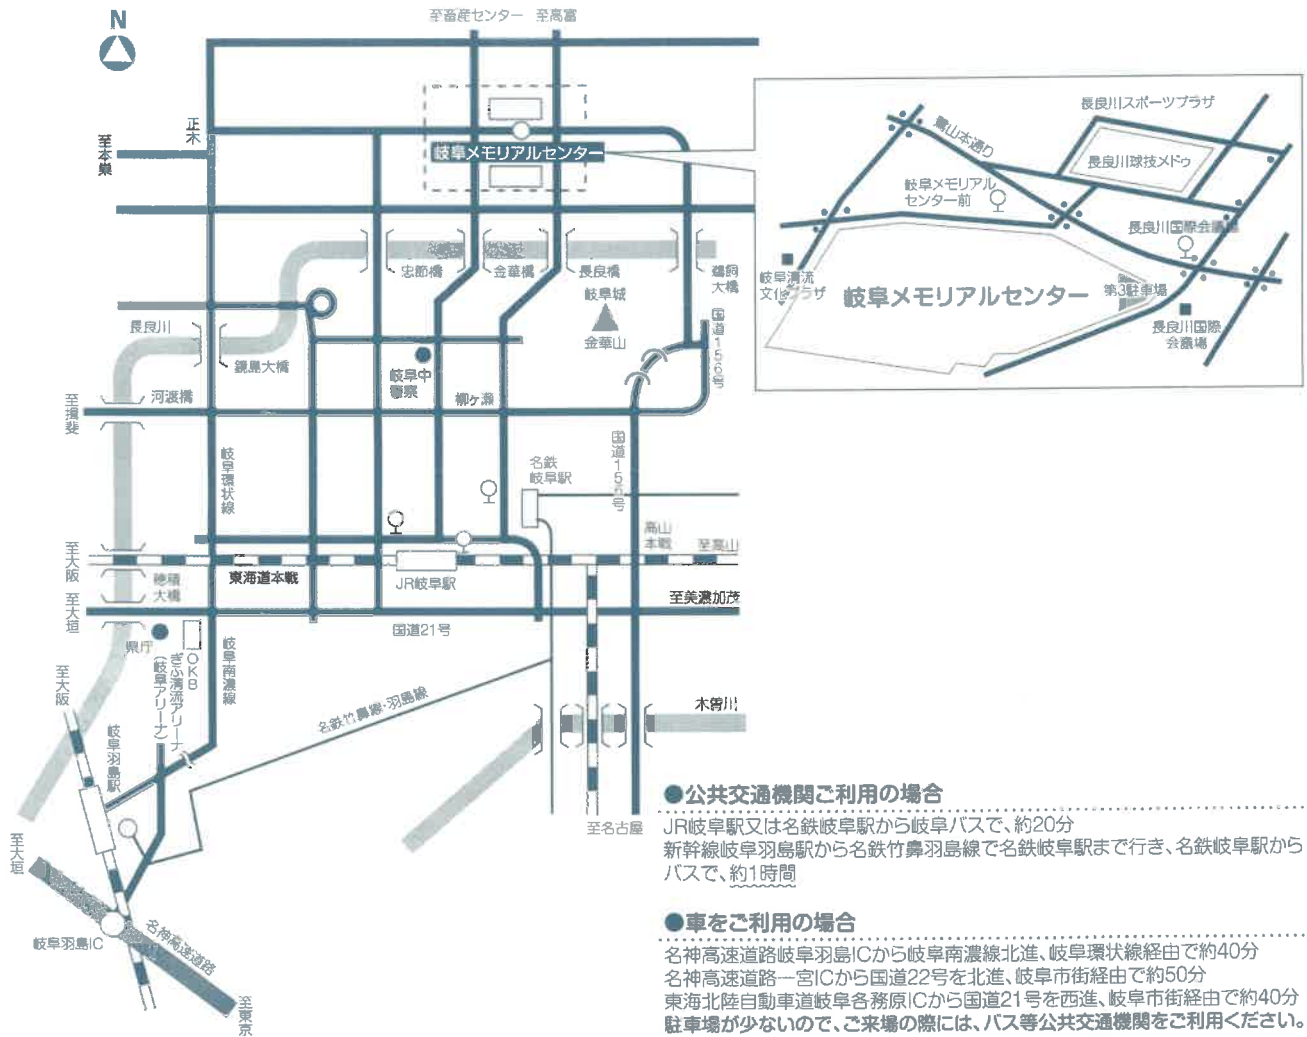 N
至畜産センター
至高富
正木
至本巣
岐阜メモリアルセンター
忠節橋
金華橋
長良橋
鵜飼
大橋
岐阜城
金華山
国道156号
長良川
鏡島大橋
河渡橋
至揖斐
岐阜中
警察
柳ヶ瀬
岐阜環状線
国道156号
名鉄
岐阜駅
高山
本線
至高山
至大阪
東海道本線
JR岐阜駅
穂積
大橋
至大垣
至美濃加茂
国道21号
県庁
OKB
ぎふ清流アリーナ
(岐阜アリーナ)
岐阜南濃線
至大阪
岐阜羽島駅
名鉄竹鼻線・羽島線
木曽川
至名古屋
至大垣
岐阜羽島IC
名神高速道路
至東京
長良川スポーツプラザ
長良川球技メドゥ
鷺山本通り
岐阜メモリアル
センター前
長良川国際会議場
岐阜清流
文化プラザ
岐阜メモリアルセンター
第3駐車場
長良川国際
会議場
●公共交通機関ご利用の場合
JR岐阜駅又は名鉄岐阜駅から岐阜バスで、約20分
新幹線岐阜羽島駅から名鉄竹鼻羽島線で名鉄岐阜駅まで行き、名鉄岐阜駅から
バスで、約1時間
●車をご利用の場合
名神高速道路岐阜羽島ICから岐阜南濃線北進、岐阜環状線経由で約40分
名神高速道路一宮ICから国道22号を北進、岐阜市街経由で約50分
東海北陸自動車道岐阜各務原ICから国道21号を西進、岐阜市街経由で約40分
駐車場が少ないので、ご来場の際には、バス等公共交通機関をご利用ください。